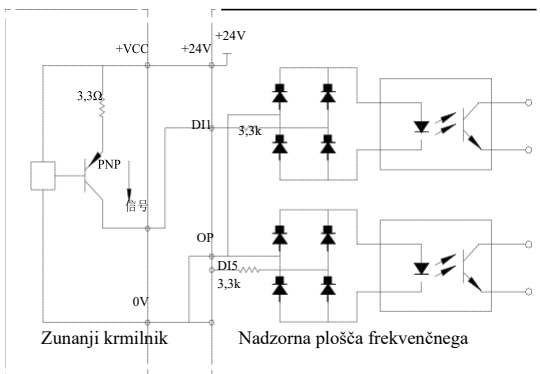 +24V
+VCC
+24V
3,3Ω
DI1
3,3k
PNP
信号
OP
DI5
3,3k
0V
Zunanji krmilnik
Nadzorna plošča frekvenčnega